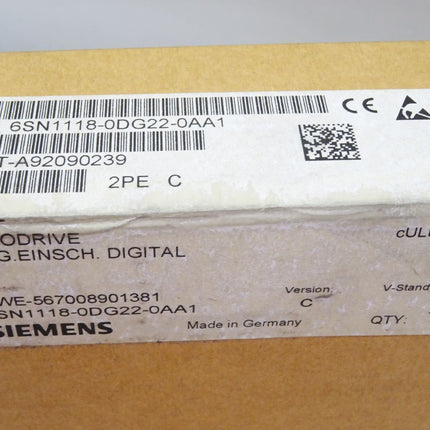 6SN1118-0DG22-0AA1
T-A92090239
2PE C
ODRIVE
G.EINSCH. DIGITAL
cUL
WE-567008901381
SN1118-0DG22-0AA1
Version:
C
V-Stand
SIEMENS
Made in Germany
QTY: